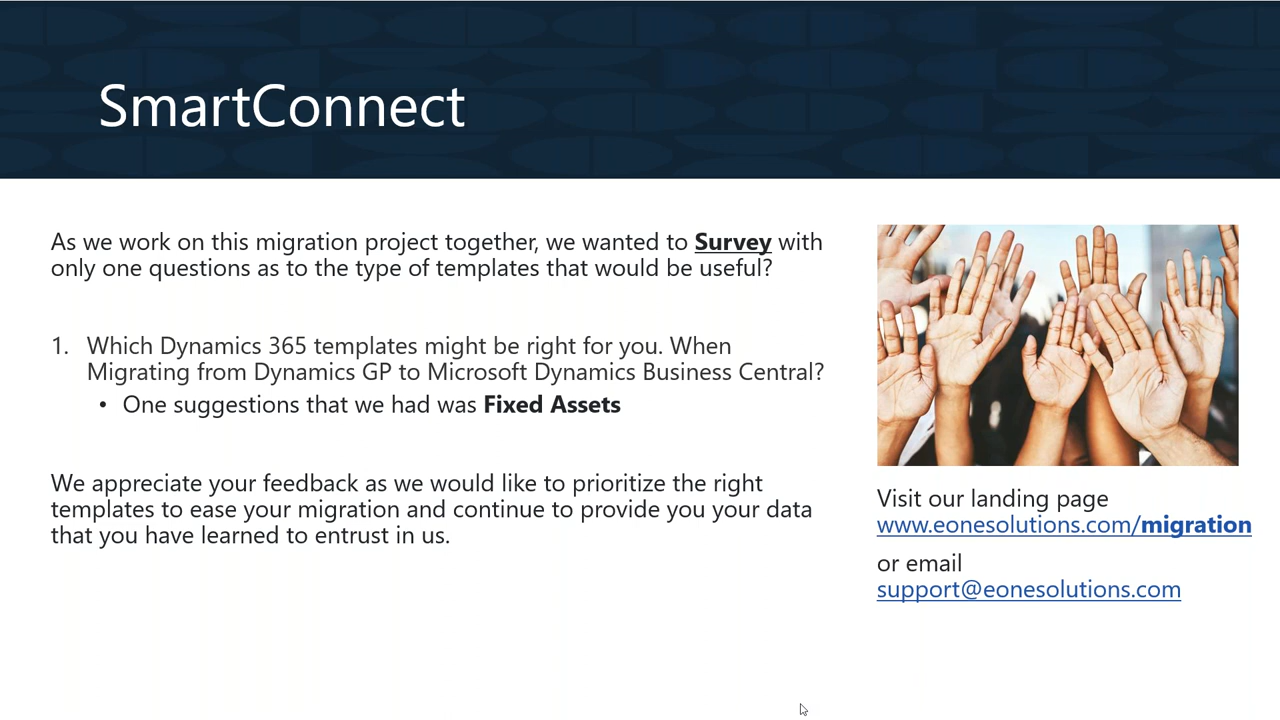 SmartConnect
As we work on this migration project together, we wanted to Survey with
only one questions as to the type of templates that would be useful?
1. Which Dynamics 365 templates might be right for you. When
Migrating from Dynamics GP to Microsoft Dynamics Business Central?
• One suggestions that we had was Fixed Assets
We appreciate your feedback as we would like to prioritize the right
templates to ease your migration and continue to provide you your data
that you have learned to entrust in us.
Visit our landing page
www.eonesolutions.com/migration
or email
support@eonesolutions.com